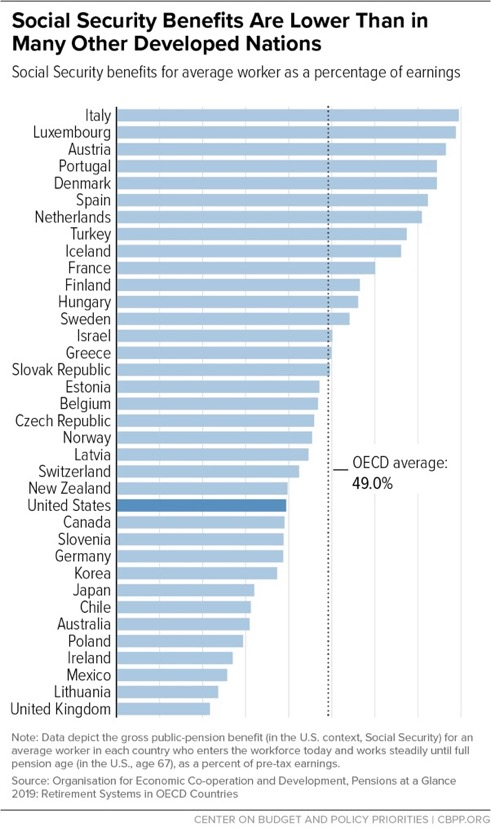 Social Security Benefits Are Lower Than in
Many Other Developed Nations
Social Security benefits for average worker as a percentage of earnings
Italy
Luxembourg
Austria
Portugal
Denmark
Spain
Netherlands
Turkey
Iceland
France
Finland
Hungary
Sweden
Israel
Greece
Slovak Republic
Estonia
Belgium
Czech Republic
Norway
Latvia
Switzerland
OECD average:
49.0%
New Zealand
United States
Canada
Slovenia
Germany
Korea
Japan
Chile
Australia
Poland
Ireland
Mexico
Lithuania
United Kingdom
Note: Data depict the gross public-pension benefit (in the U.S. context, Social Security) for an
average worker in each country who enters the workforce today and works steadily until full
pension age (in the U.S., age 67), as a percent of pre-tax earnings.
Source: Organisation for Economic Co-operation and Development, Pensions at a Glance
2019: Retirement Systems in OECD Countries
CENTER ON BUDGET AND POLICY PRIORITIES | CBPP.ORG